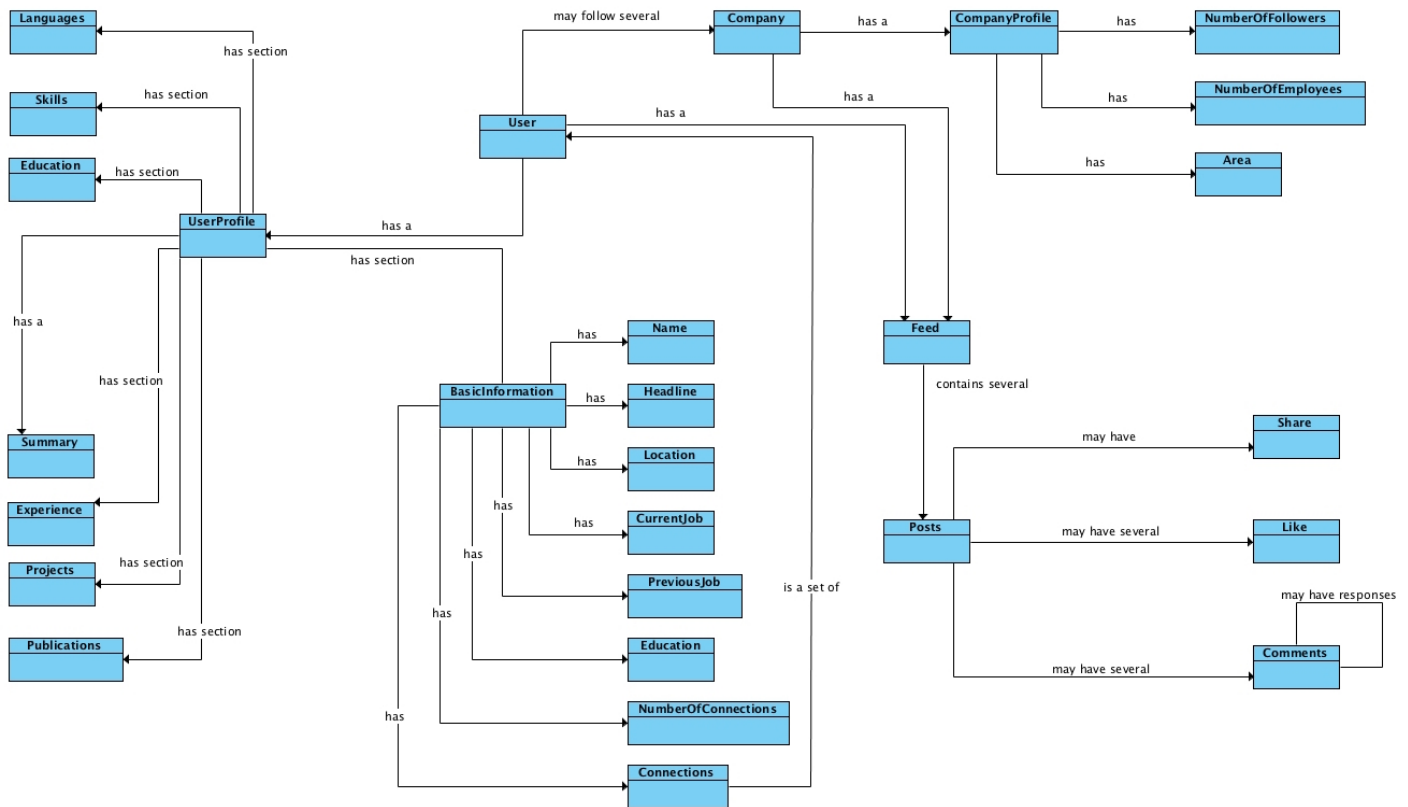 Languages
may follow several
Company
has a
CompanyProfile
has
NumberOfFollowers
has section
Skills
has section
has a
has
NumberOfEmployees
User
has a
Education
has section
has
Area
UserProfile
has a
has section
has a
Name
has
Feed
has section
BasicInformation
has
Headline
contains several
Summary
has
Location
may have
Share
Experience
has
has
CurrentJob
Posts
may have several
Like
has section
Projects
has
PreviousJob
is a set of
may have responses
has
has section
Publications
Education
Comments
may have several
has
NumberOfConnections
Connections